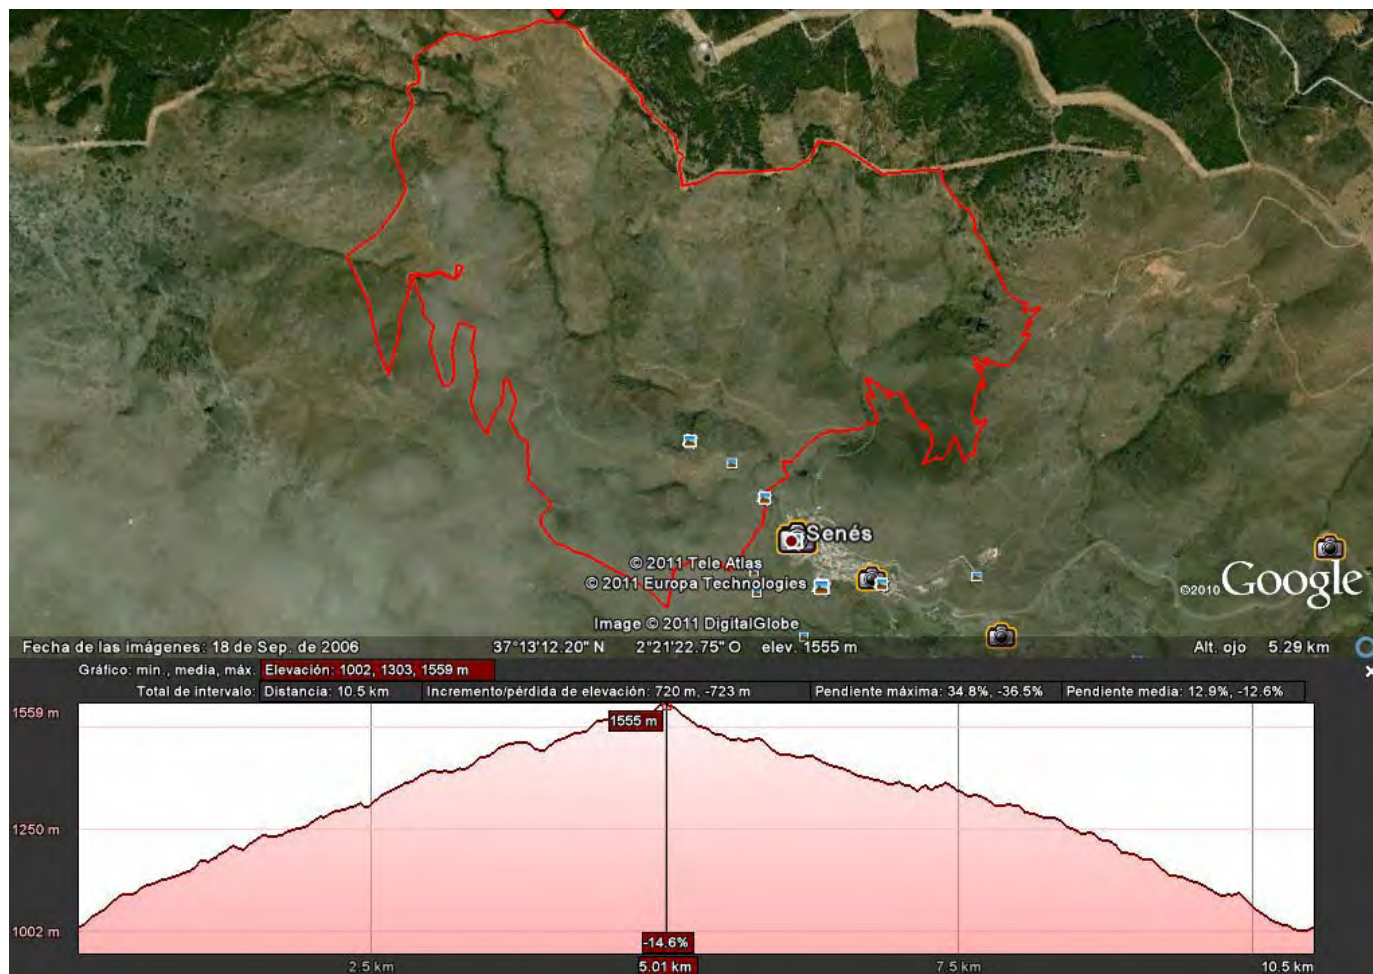 Senés
© 2011 Tele Atlas
© 2011 Europa Technologies
©2010 Google
Image © 2011 DigitalGlobe
Fecha de las imágenes: 18 de Sep. de 2006 37°13'12.20" N 2°21'22.75" O elev. 1555 m Alt. ojo 5.29 km
Gráfico: min., media, máx. Elevación: 1002, 1303, 1559 m
Total de intervalo: Distancia: 10.5 km Incremento/pérdida de elevación: 720 m, -723 m Pendiente máxima: 34.8%, -36.5% Pendiente media: 12.9%, -12.6%
1559 m
1555 m
1250 m
1002 m
-14.6%
2.5 km 5.01 km 7.5 km 10.5 km